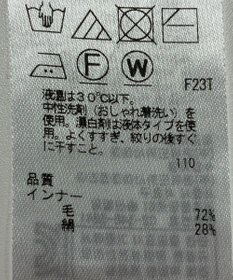 F W
F23T
液温は30℃以下。
中性洗剤(おしゃれ着洗い)を
使用。漂白剤は液体タイプを使
用。よくすすぎ、絞りの後すぐ
に干すこと。
110
品質
インナー
毛 72%
絹 28%